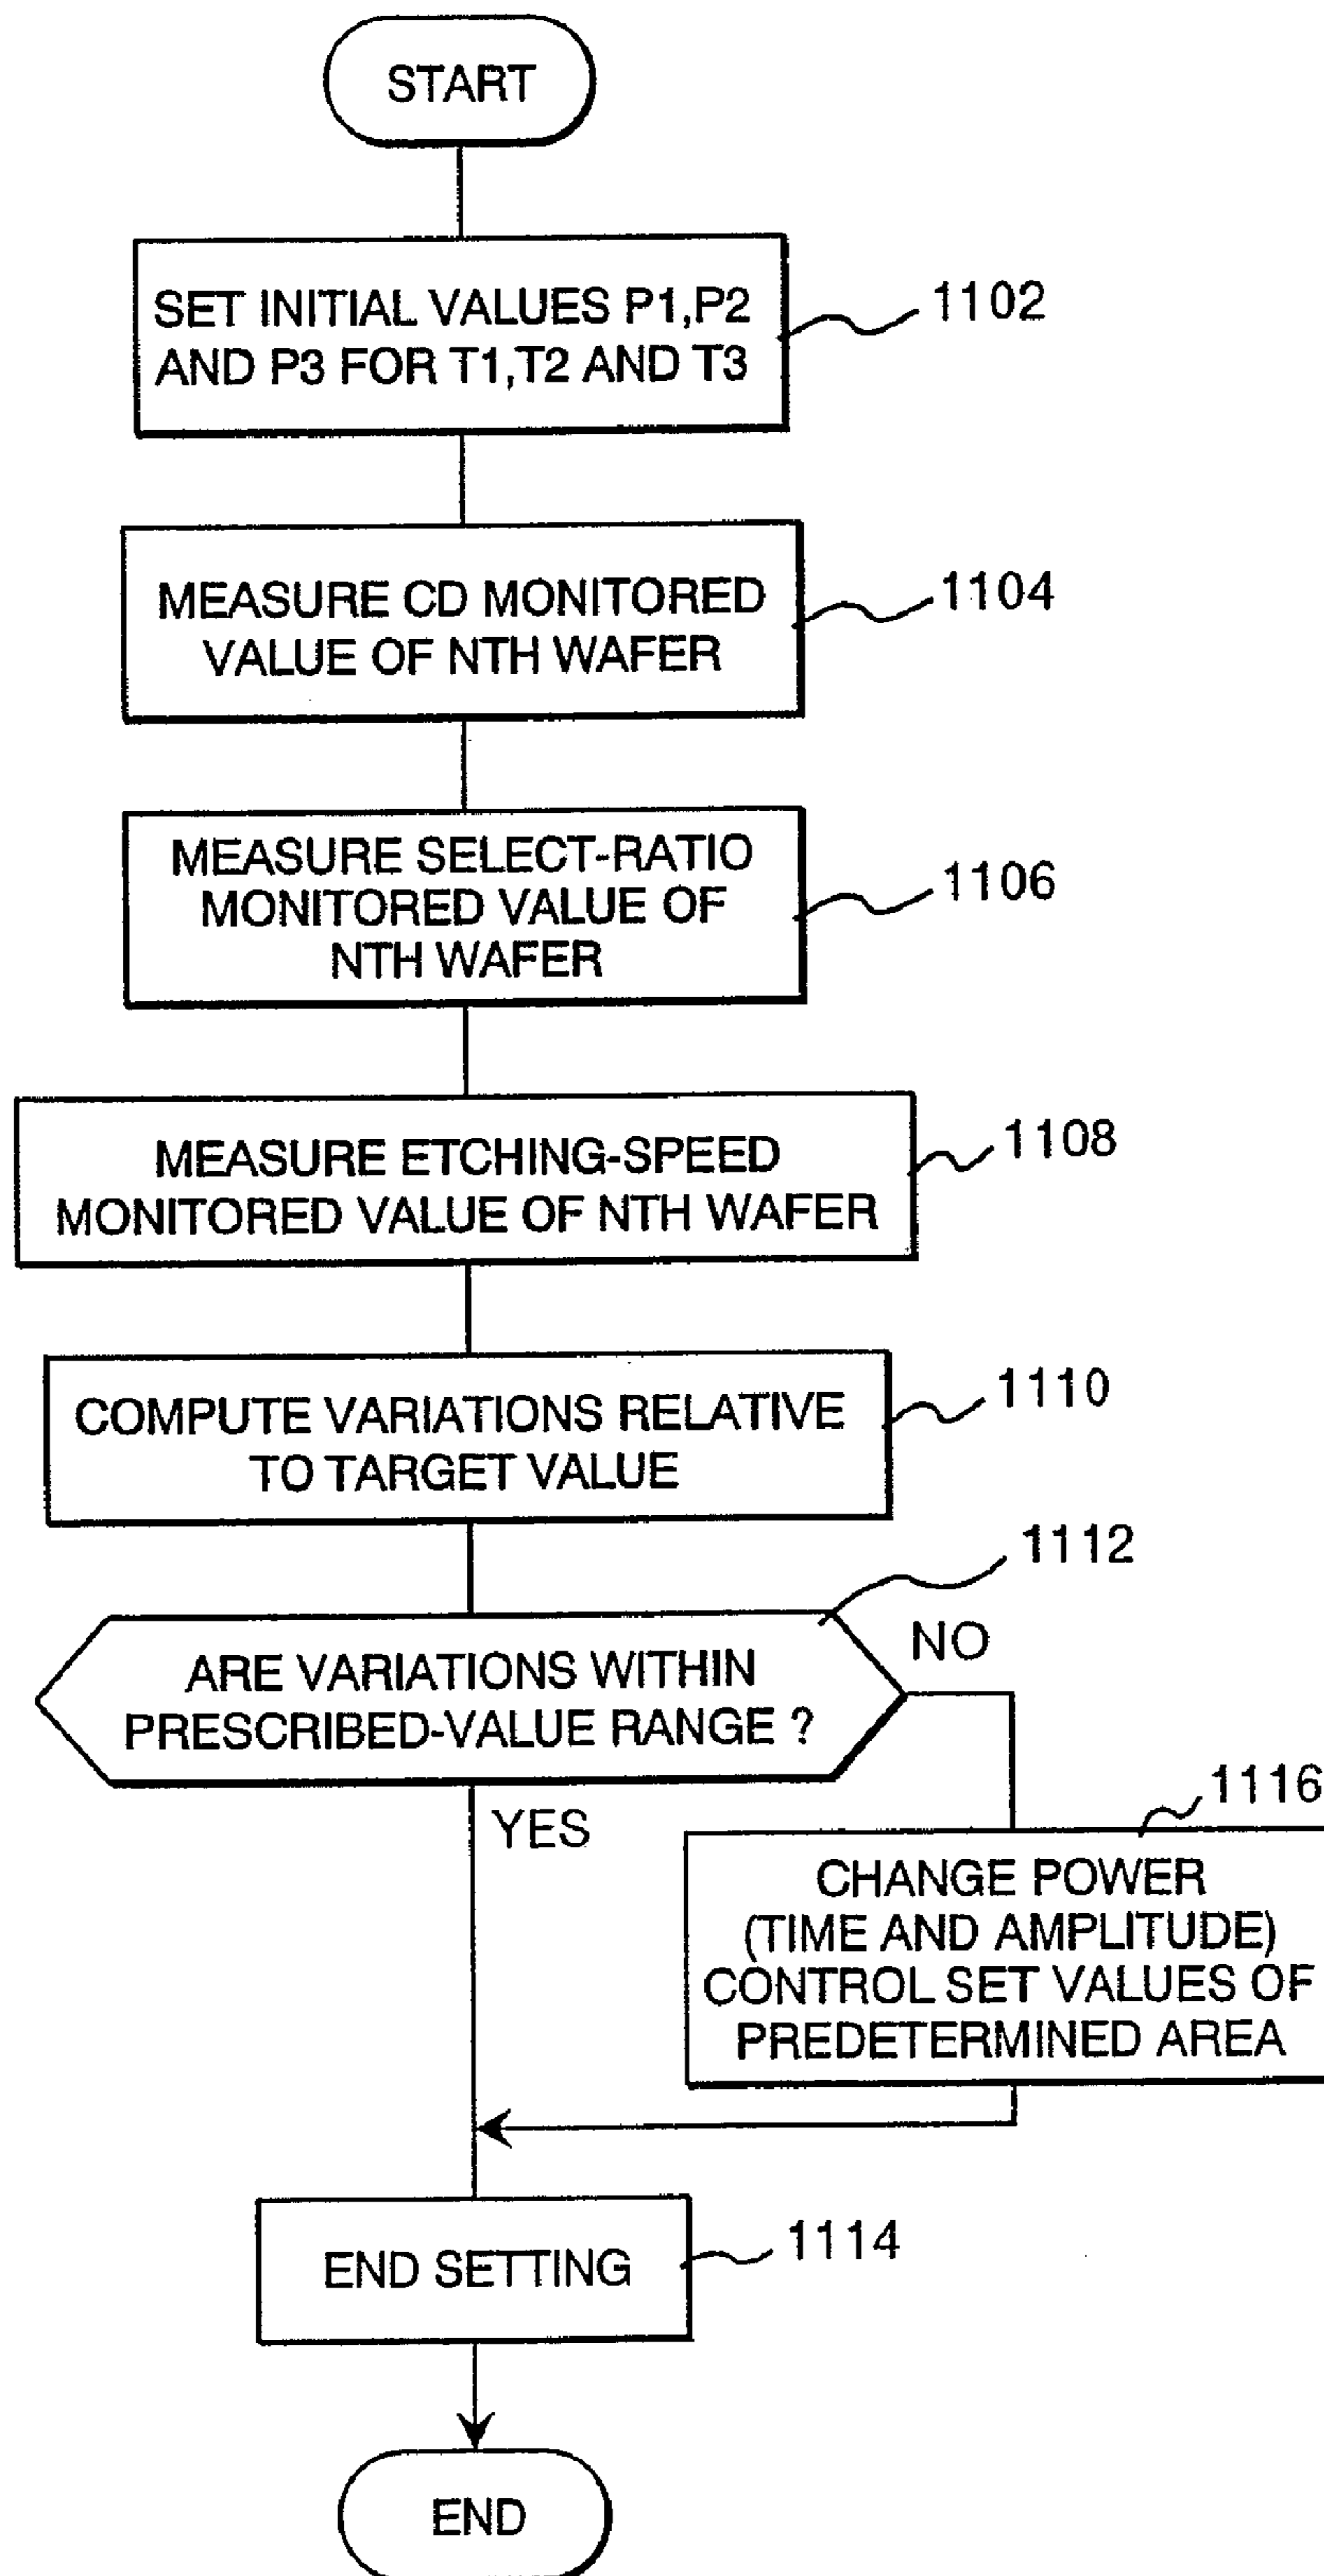 START
SET INITIAL VALUES P1,P2
AND P3 FOR T1,T2 AND T3
1102
MEASURE CD MONITORED
VALUE OF NTH WAFER
1104
MEASURE SELECT-RATIO
MONITORED VALUE OF
NTH WAFER
1106
MEASURE ETCHING-SPEED
MONITORED VALUE OF NTH WAFER
1108
COMPUTE VARIATIONS RELATIVE
TO TARGET VALUE
1110
1112
ARE VARIATIONS WITHIN
PRESCRIBED-VALUE RANGE ?
NO
YES
1116
CHANGE POWER
(TIME AND AMPLITUDE)
CONTROL SET VALUES OF
PREDETERMINED AREA
END SETTING
1114
END